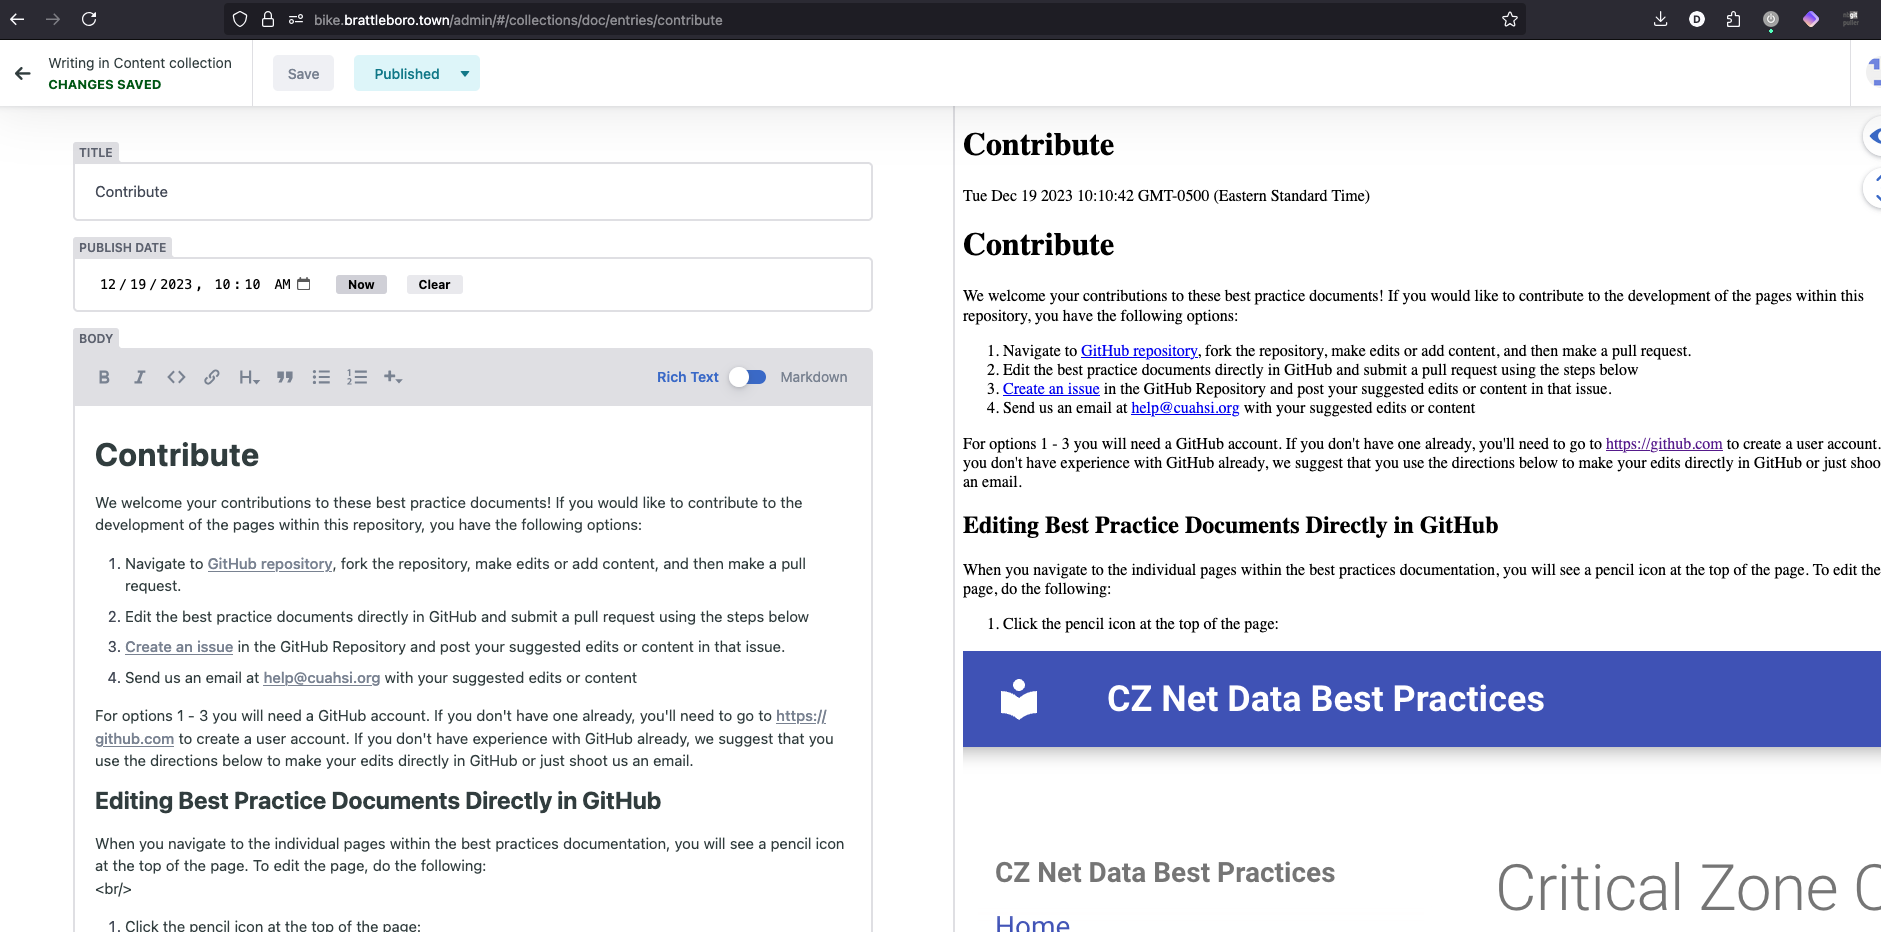 bike.brattleboro.town/admin/#/collections/doc/entries/contribute
Writing in Content collection
CHANGES SAVED
Save
Published
TITLE
Contribute
PUBLISH DATE
12/19/2023, 10:10 AM
Now
Clear
BODY
B I <> H
Rich Text
Markdown
Contribute
We welcome your contributions to these best practice documents! If you would like to contribute to the
development of the pages within this repository, you have the following options:
1. Navigate to GitHub repository, fork the repository, make edits or add content, and then make a pull
request.
2. Edit the best practice documents directly in GitHub and submit a pull request using the steps below
3. Create an issue in the GitHub Repository and post your suggested edits or content in that issue.
4. Send us an email at help@cuahsi.org with your suggested edits or content
For options 1 - 3 you will need a GitHub account. If you don't have one already, you'll need to go to https://
github.com to create a user account. If you don't have experience with GitHub already, we suggest that you
use the directions below to make your edits directly in GitHub or just shoot us an email.
Editing Best Practice Documents Directly in GitHub
When you navigate to the individual pages within the best practices documentation, you will see a pencil icon
at the top of the page. To edit the page, do the following:
<br/>
1. Click the pencil icon at the top of the page:
Contribute
Tue Dec 19 2023 10:10:42 GMT-0500 (Eastern Standard Time)
Contribute
We welcome your contributions to these best practice documents! If you would like to contribute to the development of the pages within this
repository, you have the following options:
1. Navigate to GitHub repository, fork the repository, make edits or add content, and then make a pull request.
2. Edit the best practice documents directly in GitHub and submit a pull request using the steps below
3. Create an issue in the GitHub Repository and post your suggested edits or content in that issue.
4. Send us an email at help@cuahsi.org with your suggested edits or content
For options 1 - 3 you will need a GitHub account. If you don't have one already, you'll need to go to https://github.com to create a user account.
you don't have experience with GitHub already, we suggest that you use the directions below to make your edits directly in GitHub or just shoo
an email.
Editing Best Practice Documents Directly in GitHub
When you navigate to the individual pages within the best practices documentation, you will see a pencil icon at the top of the page. To edit the
page, do the following:
1. Click the pencil icon at the top of the page:
CZ Net Data Best Practices
CZ Net Data Best Practices
Critical Zone C
Home